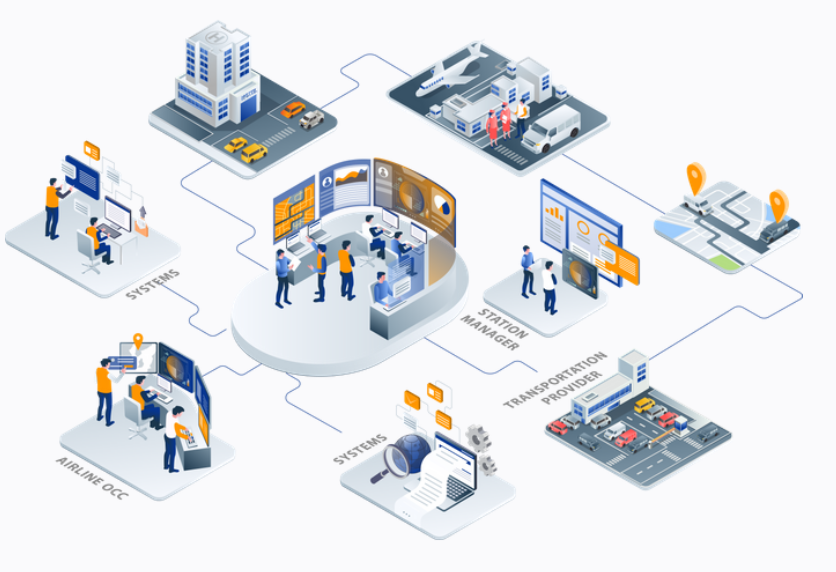 H
SYSTEMS
STATION
MANAGER
TRANSPORTATION
PROVIDER
SYSTEMS
AIRLINE OCC